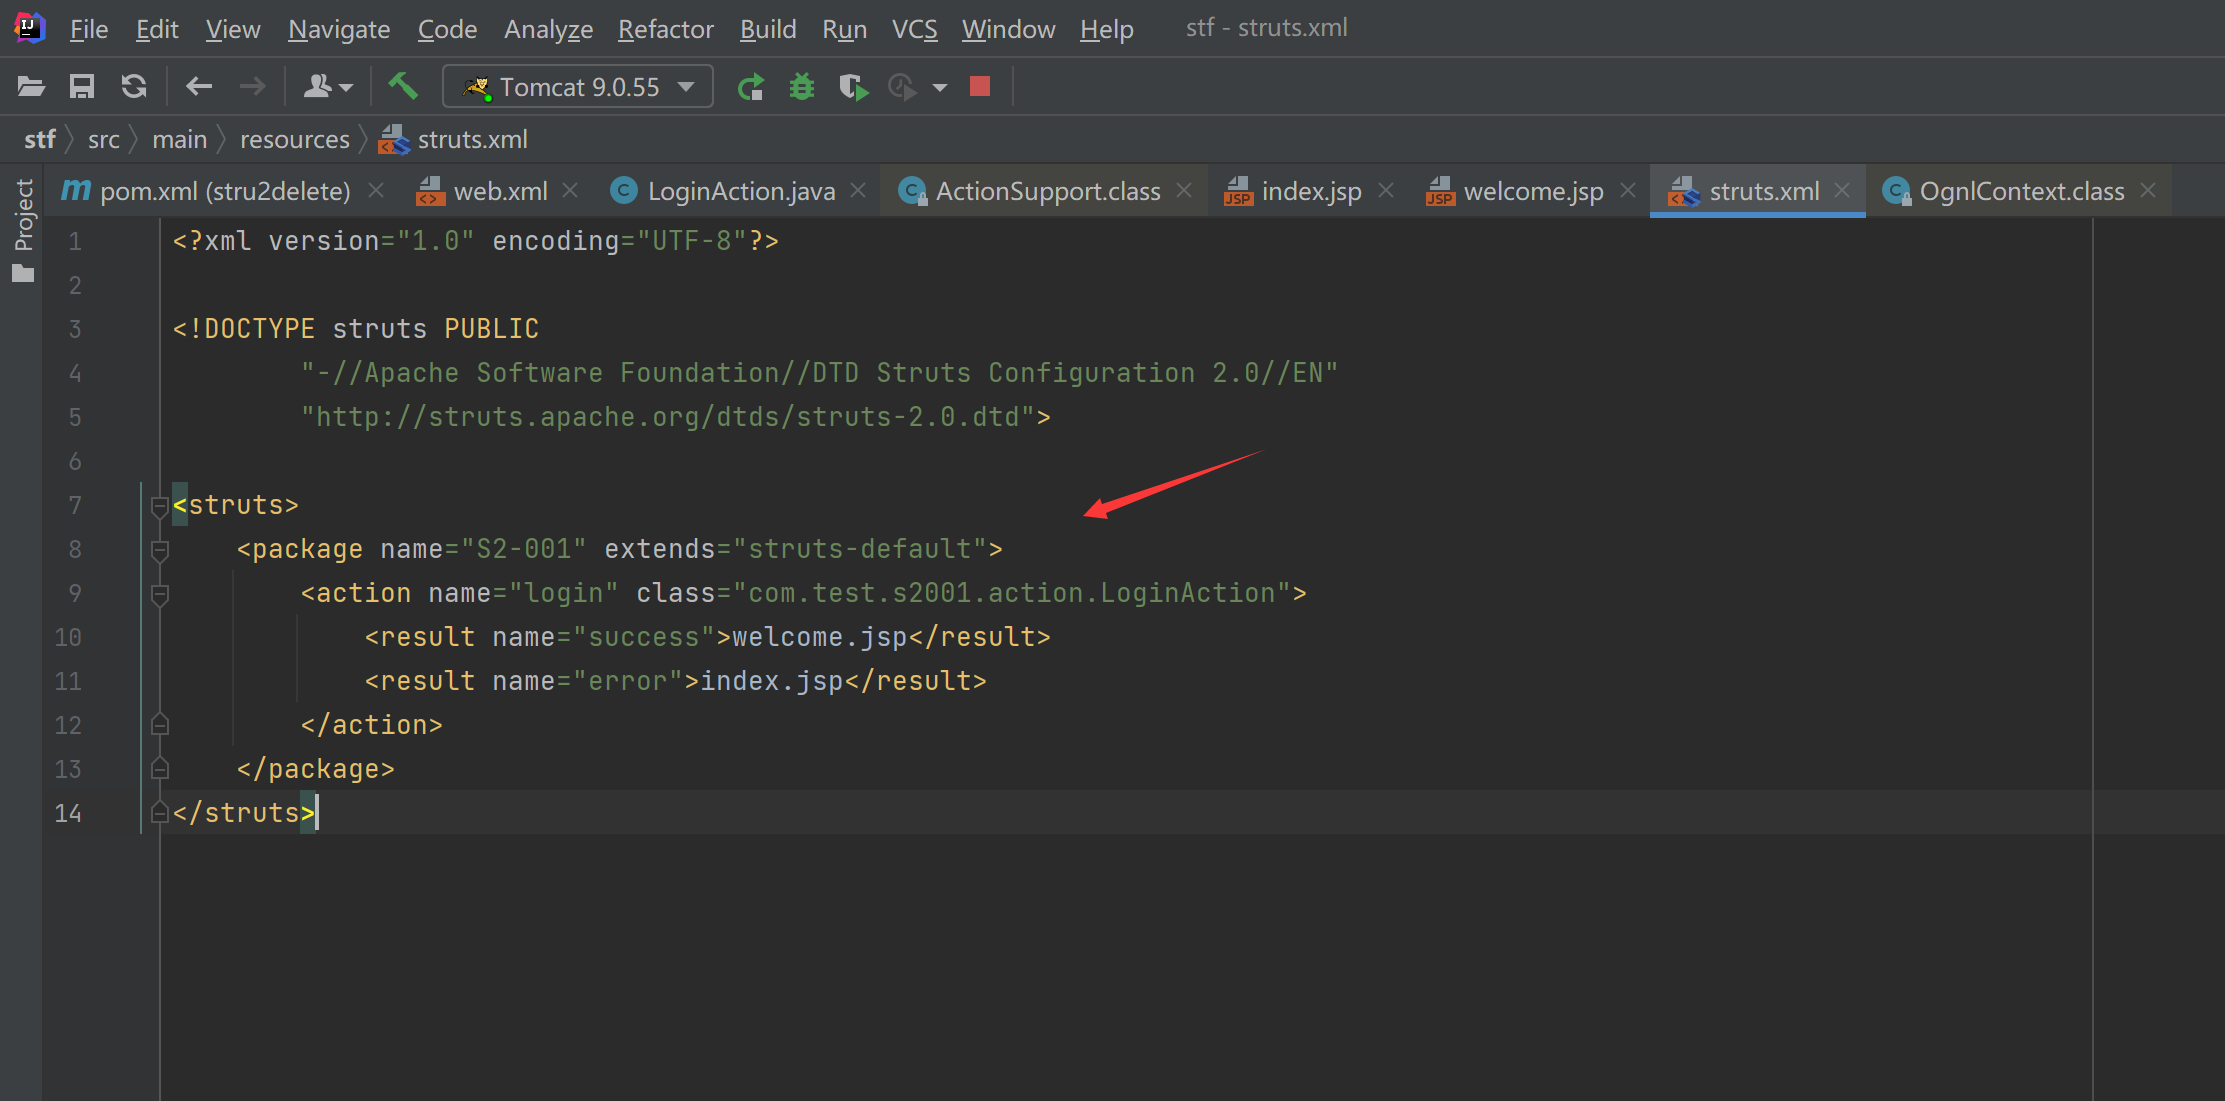 File Edit View Navigate Code Analyze Refactor Build Run VCS Window Help stf - struts.xml
Tomcat 9.0.55
stf src main resources struts.xml
Project
pom.xml (stru2delete) web.xml LoginAction.java ActionSupport.class index.jsp welcome.jsp struts.xml OgnlContext.class
1 <?xml version="1.0" encoding="UTF-8"?>
2
3 <!DOCTYPE struts PUBLIC
4 "-//Apache Software Foundation//DTD Struts Configuration 2.0//EN"
5 "http://struts.apache.org/dtds/struts-2.0.dtd">
6
7 <struts>
8 <package name="S2-001" extends="struts-default">
9 <action name="login" class="com.test.s2001.action.LoginAction">
10 <result name="success">welcome.jsp</result>
11 <result name="error">index.jsp</result>
12 </action>
13 </package>
14 </struts>